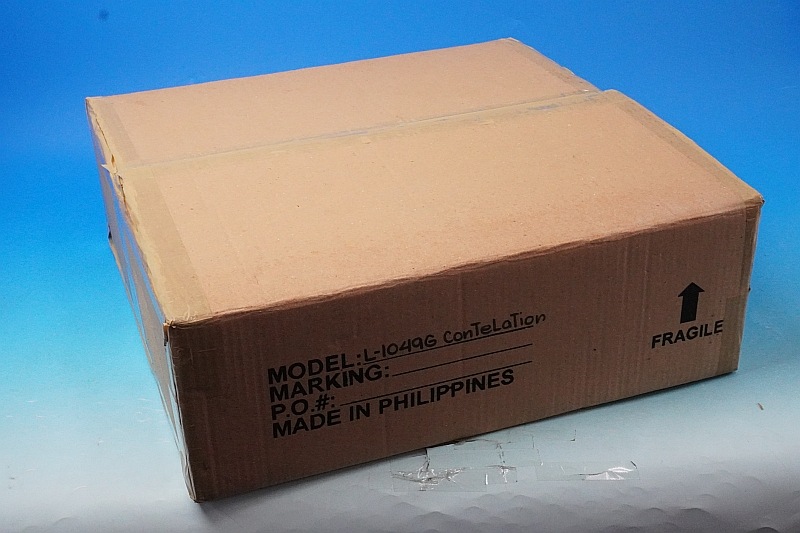 MODEL: L-1049G ConTeLaTion
MARKING:
P.O.#:
MADE IN PHILIPPINES
FRAGILE